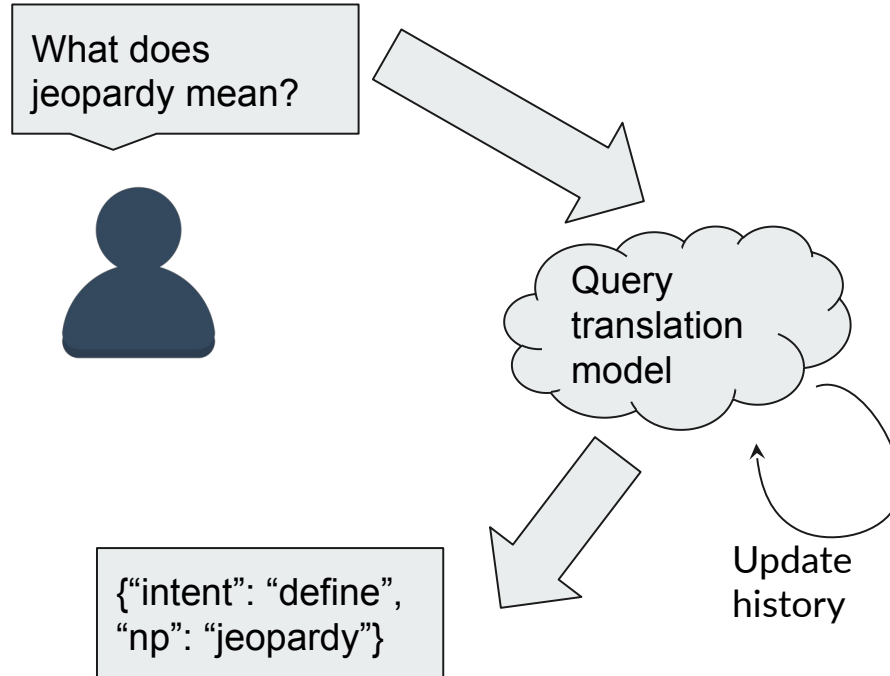 What does
jeopardy mean?
Query
translation
model
Update
history
{“intent”: “define”,
“np”: “jeopardy”}